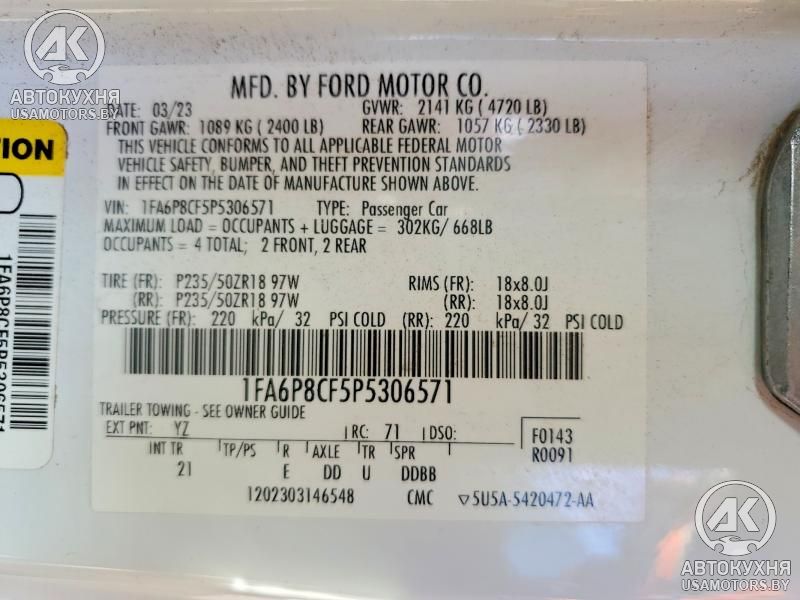 АВТОКУХНЯ
USAMOTORS.BY
TION
1FA6P8CF5P5306571
MFD. BY FORD MOTOR CO.
DATE: 03/23 GVWR: 2141 KG ( 4720 LB)
FRONT GAWR: 1089 KG ( 2400 LB) REAR GAWR: 1057 KG ( 2330 LB)
THIS VEHICLE CONFORMS TO ALL APPLICABLE FEDERAL MOTOR
VEHICLE SAFETY, BUMPER, AND THEFT PREVENTION STANDARDS
IN EFFECT ON THE DATE OF MANUFACTURE SHOWN ABOVE.
VIN: 1FA6P8CF5P5306571 TYPE: Passenger Car
MAXIMUM LOAD = OCCUPANTS + LUGGAGE = 302KG/ 668LB
OCCUPANTS = 4 TOTAL; 2 FRONT, 2 REAR
TIRE (FR): P235/50ZR18 97W RIMS (FR): 18x8.0J
(RR): P235/50ZR18 97W (RR): 18x8.0J
PRESSURE (FR): 220 kPa/ 32 PSI COLD (RR): 220 kPa/ 32 PSI COLD
1FA6P8CF5P5306571
TRAILER TOWING - SEE OWNER GUIDE
EXT PNT: YZ RC: 71 DSO: F0143
R0091
INT TR TP/PS R AXLE TR SPR
21 E DD U DDBB
1202303146548 CMC ▽5U5A-5420472-AA
АВТОКУХНЯ
USAMOTORS.BY